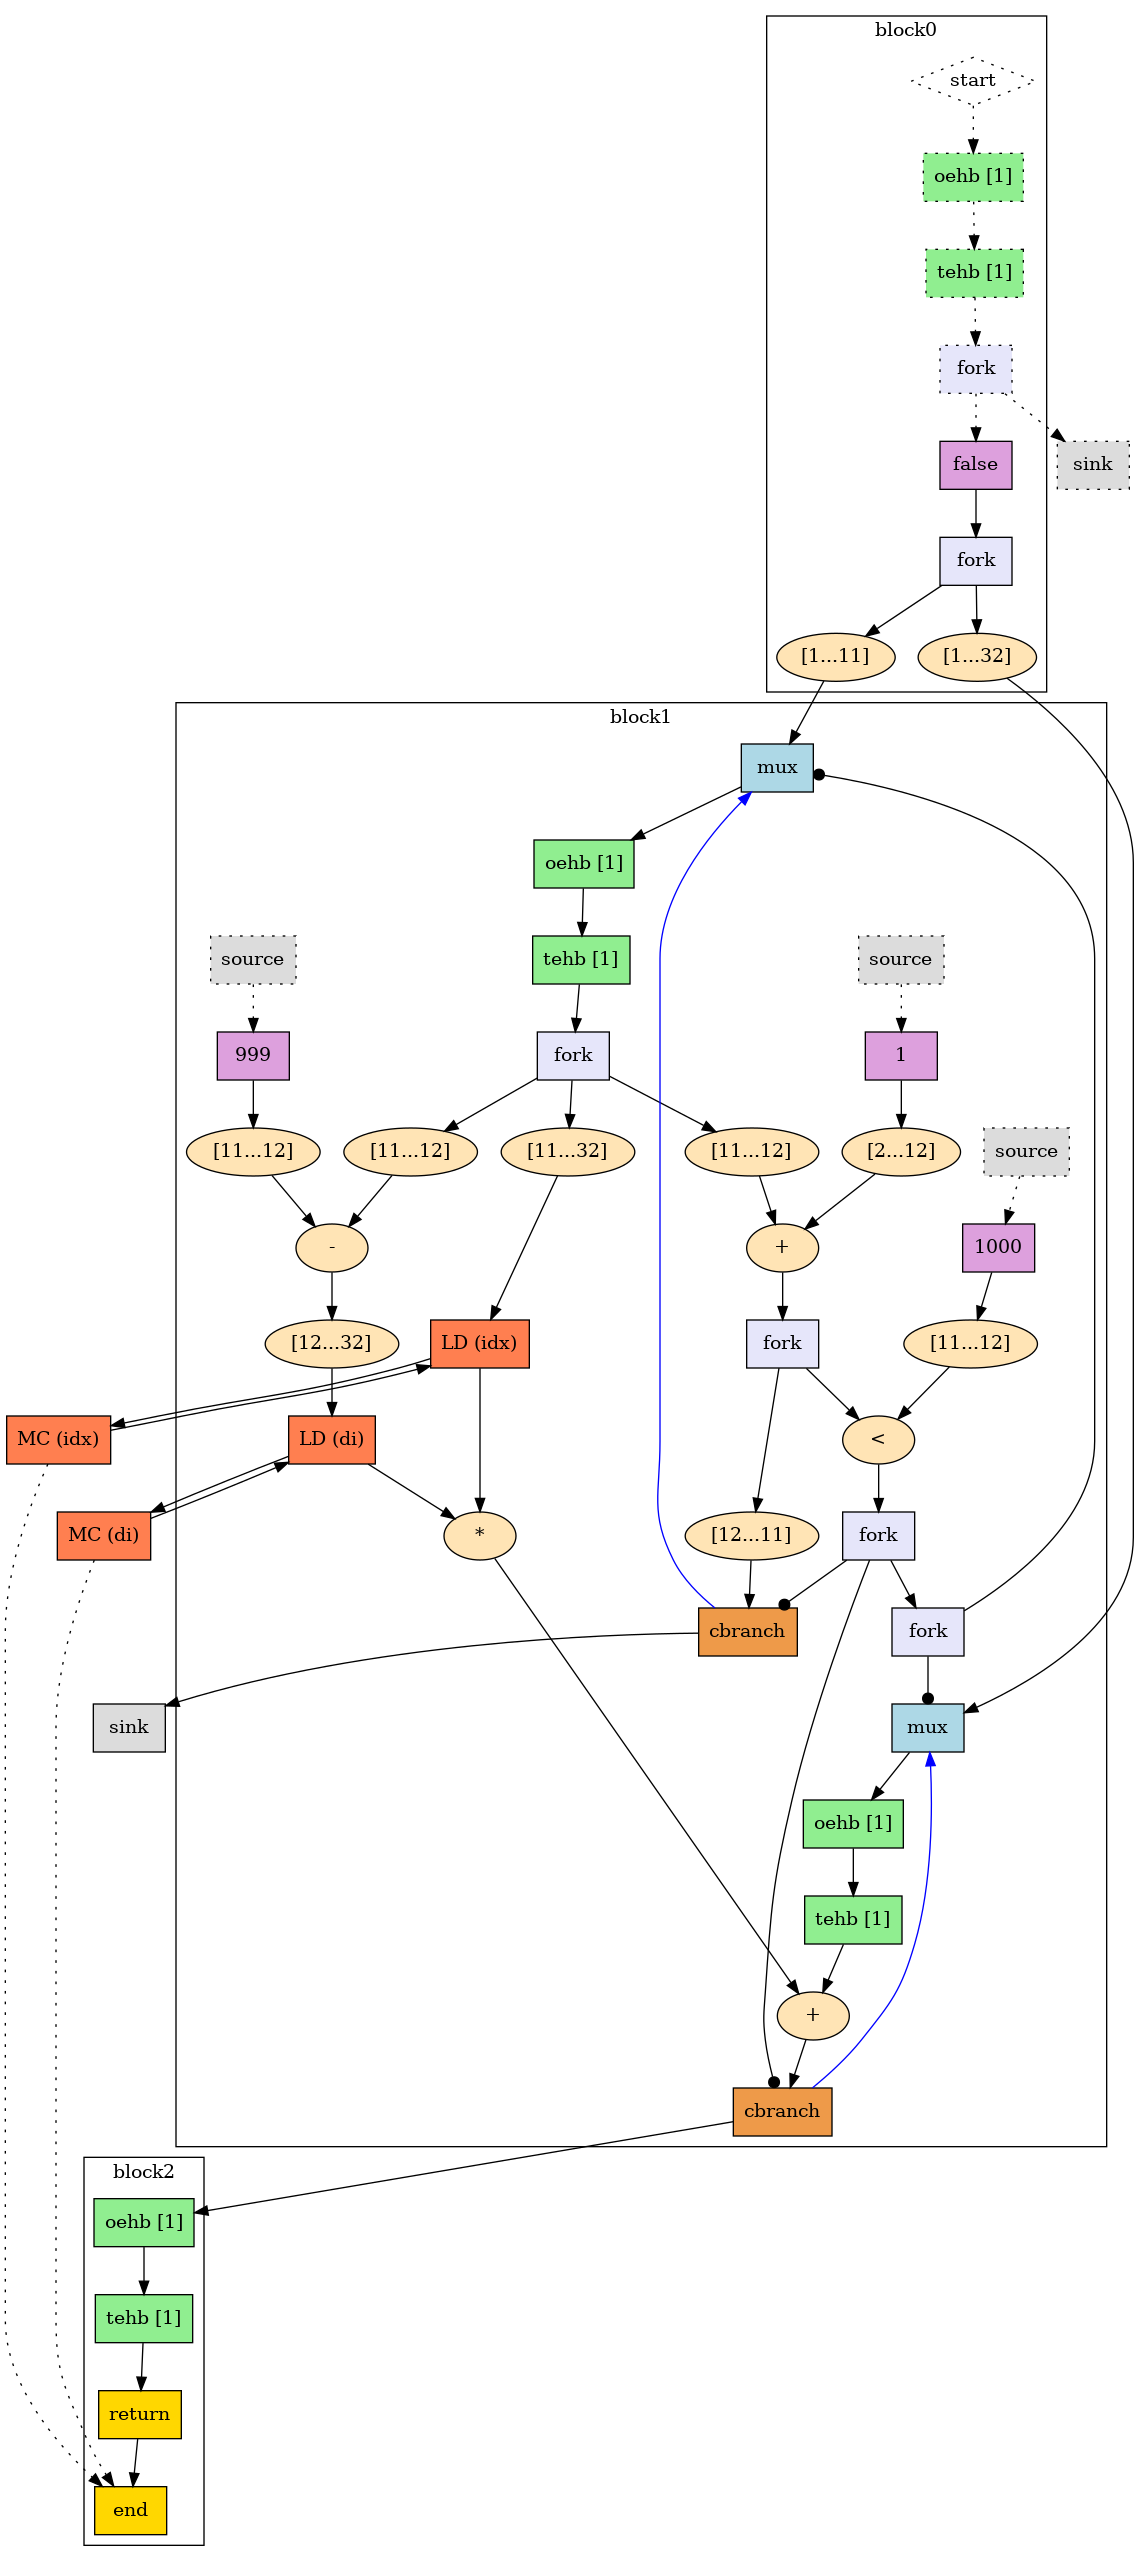 block0
start
oehb [1]
tehb [1]
fork
false
sink
fork
[1...11]
[1...32]
block1
mux
oehb [1]
source
tehb [1]
source
999
fork
1
[11...12]
[11...12]
[11...32]
[11...12]
[2...12]
source
-
+
1000
[12...32]
LD (idx)
fork
[11...12]
MC (idx)
LD (di)
<
MC (di)
*
[12...11]
fork
cbranch
fork
sink
mux
oehb [1]
tehb [1]
+
cbranch
block2
oehb [1]
tehb [1]
return
end